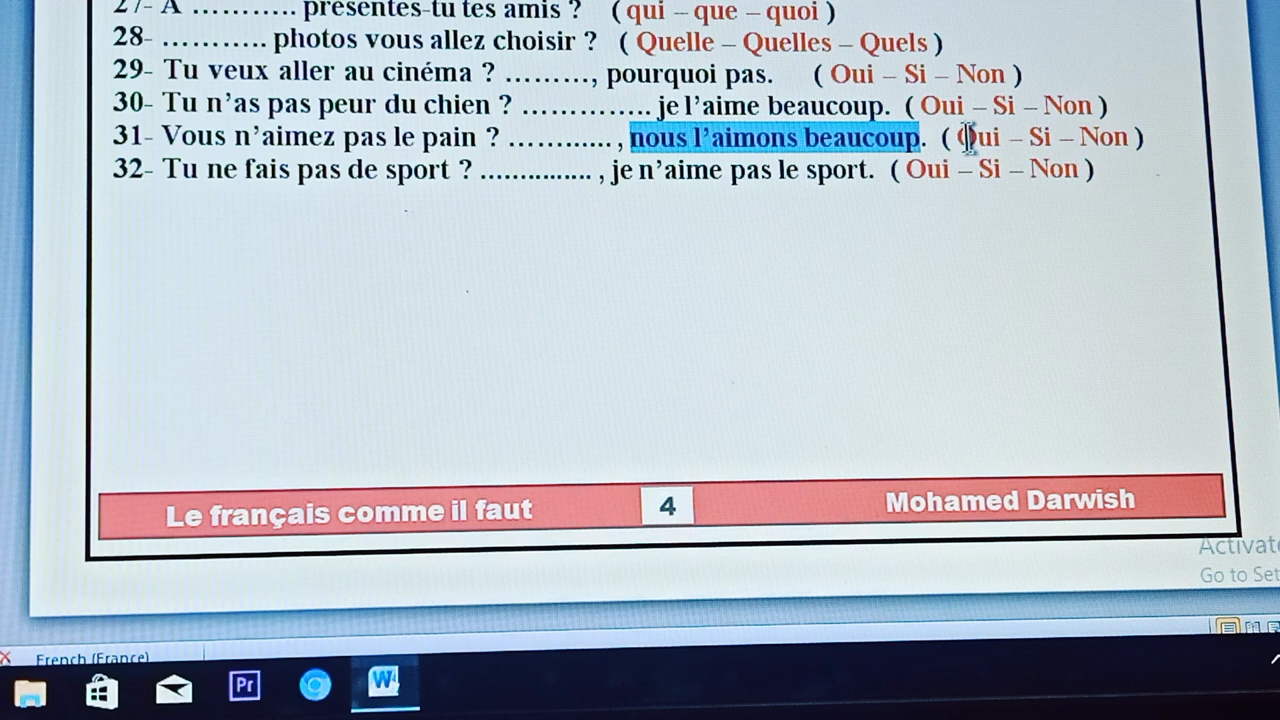 27- A ........... présentes-tu tes amis ? ( qui – que – quoi )
28- ........... photos vous allez choisir ? ( Quelle – Quelles – Quels )
29- Tu veux aller au cinéma ? ........., pourquoi pas. ( Oui – Si – Non )
30- Tu n'as pas peur du chien ? ............. je l'aime beaucoup. ( Oui – Si – Non )
31- Vous n'aimez pas le pain ? ............ , nous l'aimons beaucoup. ( Oui – Si – Non )
32- Tu ne fais pas de sport ? ............... , je n'aime pas le sport. ( Oui – Si – Non )
Le français comme il faut 4 Mohamed Darwish
Go to Set
French (France)
Pr
W